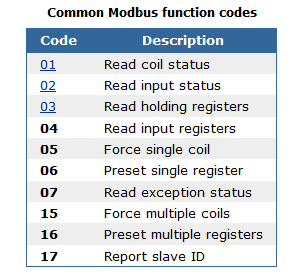 Common Modbus function codes
Code Description
01 Read coil status
02 Read input status
03 Read holding registers
04 Read input registers
05 Force single coil
06 Preset single register
07 Read exception status
15 Force multiple coils
16 Preset multiple registers
17 Report slave ID